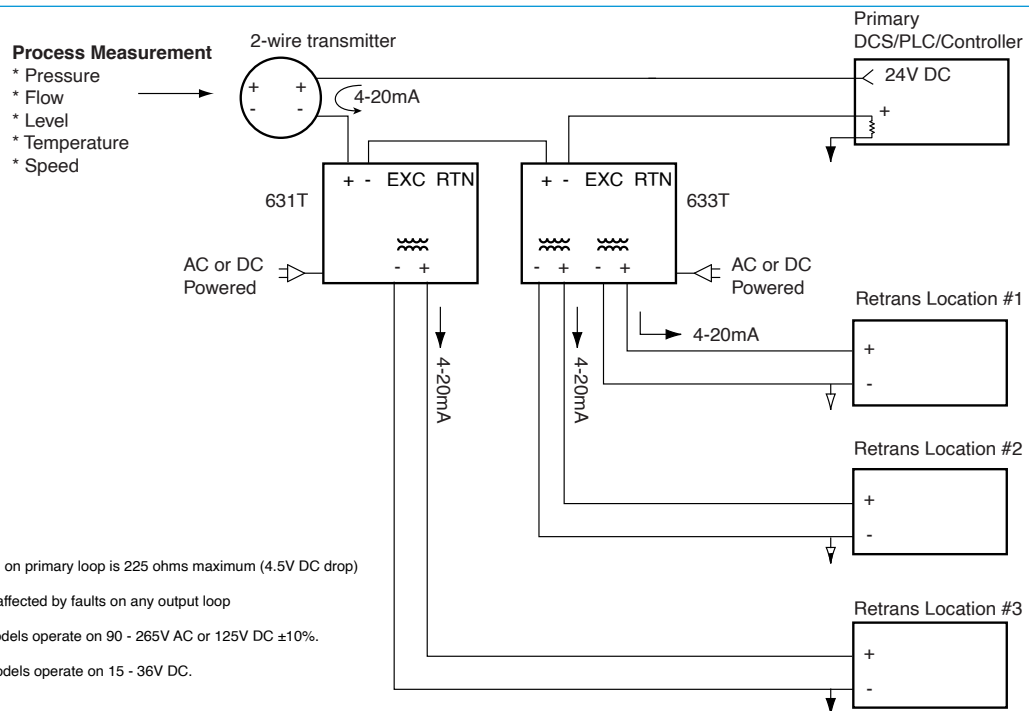 Process Measurement
* Pressure
* Flow
* Level
* Temperature
* Speed
2-wire transmitter
+ +
- -
4-20mA
Primary
DCS/PLC/Controller
24V DC
+
631T
+ - EXC RTN
- +
AC or DC
Powered
633T
+ - EXC RTN
- + - +
AC or DC
Powered
4-20mA
4-20mA
4-20mA
Retrans Location #1
+
-
Retrans Location #2
+
-
Retrans Location #3
+
-
on primary loop is 225 ohms maximum (4.5V DC drop)
affected by faults on any output loop
dels operate on 90 - 265V AC or 125V DC ±10%.
dels operate on 15 - 36V DC.